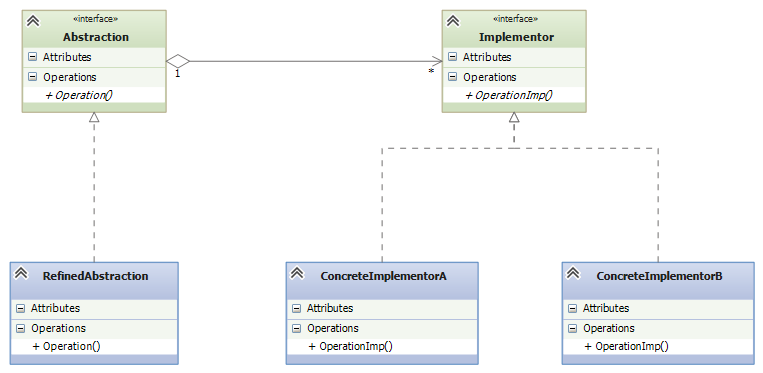 «interface»
Abstraction
Attributes
Operations
+ Operation()
1
*
«interface»
Implementor
Attributes
Operations
+ OperationImp()
RefinedAbstraction
Attributes
Operations
+ Operation()
ConcreteImplementorA
Attributes
Operations
+ OperationImp()
ConcreteImplementorB
Attributes
Operations
+ OperationImp()